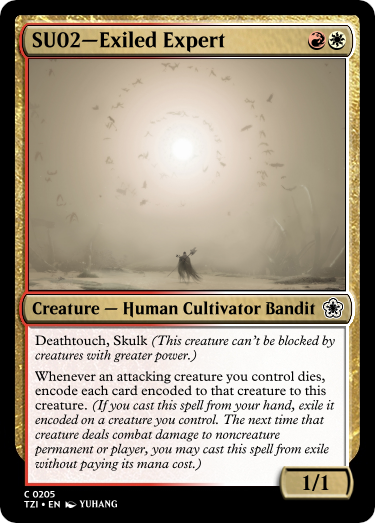 SU02—Exiled Expert
Creature — Human Cultivator Bandit
Deathtouch, Skulk (This creature can't be blocked by
creatures with greater power.)
Whenever an attacking creature you control dies,
encode each card encoded to that creature to this
creature. (If you cast this spell from your hand, exile it
encoded on a creature you control. The next time that
creature deals combat damage to noncreature
permanent or player, you may cast this spell from exile
without paying its mana cost.)
1/1
C 0205
TZI • EN YUHANG